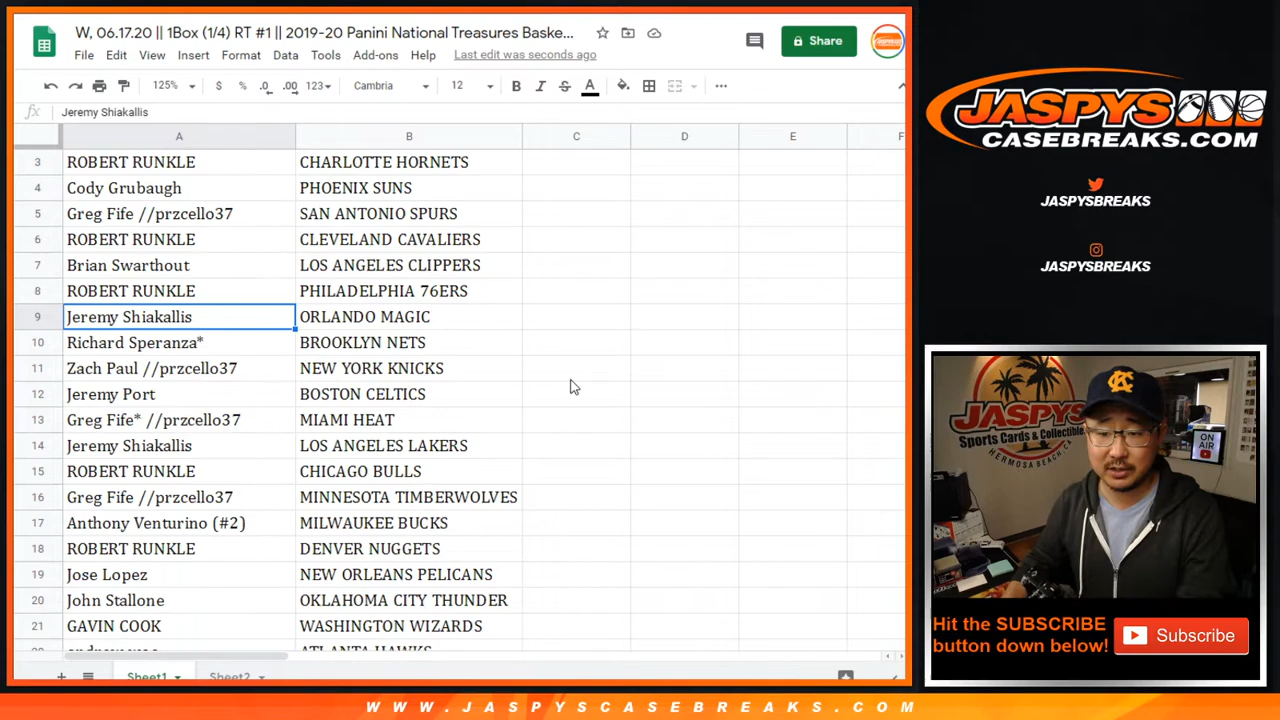 W, 06.17.20 || 1Box (1/4) RT #1 || 2019-20 Panini National Treasures Baske...
Share
File Edit View Insert Format Data Tools Add-ons Help Last edit was seconds ago
125% $ % .0 .00 123 Cambria 12 B I S A
fx Jeremy Shiakallis
A B C D E
3 ROBERT RUNKLE CHARLOTTE HORNETS
4 Cody Grubaugh PHOENIX SUNS
5 Greg Fife //przcello37 SAN ANTONIO SPURS
6 ROBERT RUNKLE CLEVELAND CAVALIERS
7 Brian Swarthout LOS ANGELES CLIPPERS
8 ROBERT RUNKLE PHILADELPHIA 76ERS
9 Jeremy Shiakallis ORLANDO MAGIC
10 Richard Speranza* BROOKLYN NETS
11 Zach Paul //przcello37 NEW YORK KNICKS
12 Jeremy Port BOSTON CELTICS
13 Greg Fife* //przcello37 MIAMI HEAT
14 Jeremy Shiakallis LOS ANGELES LAKERS
15 ROBERT RUNKLE CHICAGO BULLS
16 Greg Fife //przcello37 MINNESOTA TIMBERWOLVES
17 Anthony Venturino (#2) MILWAUKEE BUCKS
18 ROBERT RUNKLE DENVER NUGGETS
19 Jose Lopez NEW ORLEANS PELICANS
20 John Stallone OKLAHOMA CITY THUNDER
21 GAVIN COOK WASHINGTON WIZARDS
ATLANTA HAWKS
Sheet1 Sheet2
JASPYS
CASEBREAKS.COM
JASPYSBREAKS
JASPYSBREAKS
JASPYS
Sports Cards & Collectibles
HERMOSA BEACH, CA
KC
ON
AIR
Hit the SUBSCRIBE
button down below!
Subscribe
WWW.JASPYSCASEBREAKS.COM